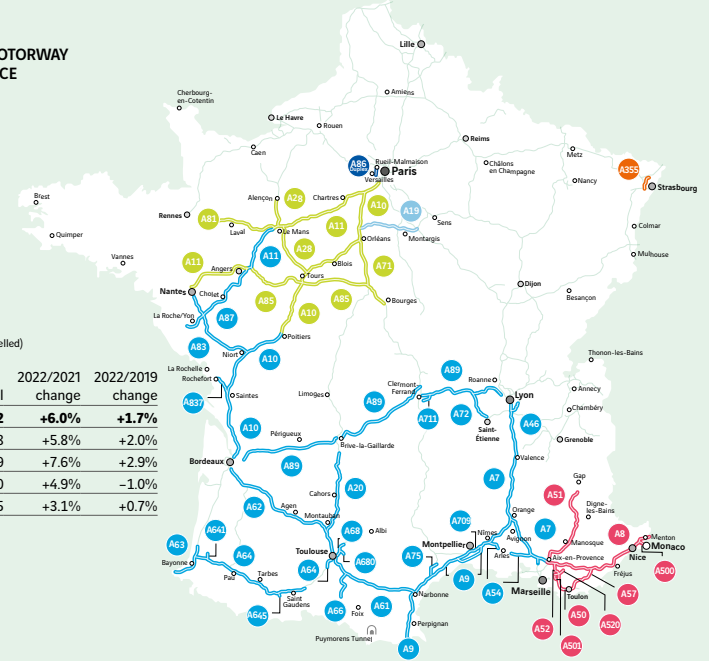 OTORWAY
CE
Lille
Amiens
Cherbourg-
en-Cotentin
Le Havre
Rouen
Reims
Caen
Metz
Châlons
en Champagne
Nancy
A355
Strasbourg
A86
Duplex
Rueil-Malmaison
Paris
Versailles
Brest
Quimper
Vannes
Rennes
A81
Laval
Alençon
A28
Chartres
A10
A19
Sens
Montargis
Colmar
Mulhouse
Le Mans
A11
Orléans
A28
A11
A11
Angers
Blois
A71
Tours
Dijon
Besançon
Nantes
Cholet
A85
A85
A10
Bourges
La Roche/Yon
A87
A83
Poitiers
A10
Niort
elled)
Thonon-les-Bains
La Rochelle
Rochefort
2022/2021
change
2022/2019
change
l
2
+6.0%
+1.7%
3
+5.8%
+2.0%
9
+7.6%
+2.9%
0
+4.9%
−1.0%
5
+3.1%
+0.7%
A837
Saintes
Limoges
A89
Clermont-
Ferrand
A89
Roanne
Lyon
Annecy
Chambéry
A711
A72
Saint-
Étienne
A46
Grenoble
A10
Périgueux
Brive-la-Gaillarde
A89
Bordeaux
Valence
A7
Gap
A51
Digne-
les-Bains
A20
Cahors
A62
Agen
Montauban
A68
Albi
A709
Orange
Nîmes
Avignon
A7
Manosque
A8
Menton
Monaco
Nice
A63
A641
A64
Bayonne
Toulouse
A680
A64
Montpellier
A75
A9
Arles
A54
Aix-en-Provence
Fréjus
A500
Pau
Tarbes
Saint
Gaudens
A645
A66
Foix
A61
Narbonne
Marseille
Toulon
A57
A50
A520
A52
A501
Puymorens Tunnel
Perpignan
A9